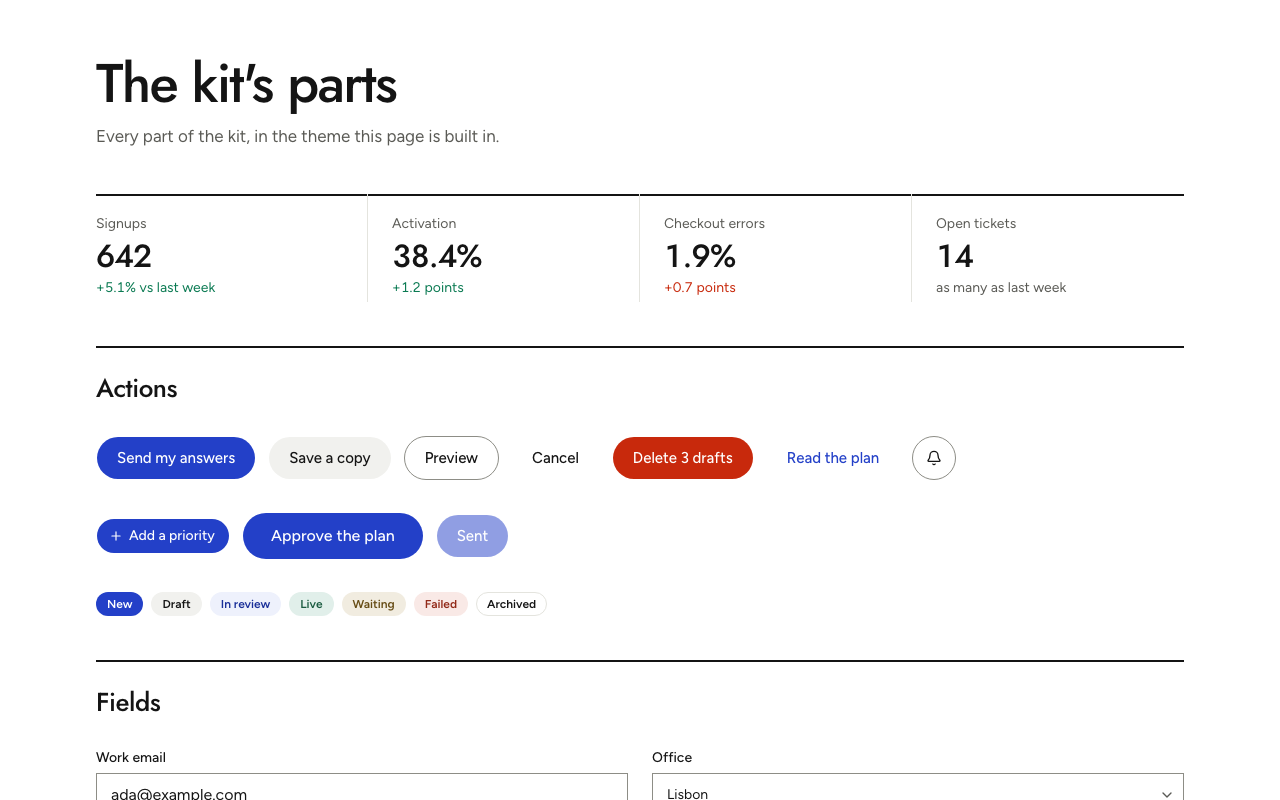 The kit's parts
Every part of the kit, in the theme this page is built in.
Signups
642
+5.1% vs last week
Activation
38.4%
+1.2 points
Checkout errors
1.9%
+0.7 points
Open tickets
14
as many as last week
Actions
Send my answers
Save a copy
Preview
Cancel
Delete 3 drafts
Read the plan
Add a priority
Approve the plan
Sent
New
Draft
In review
Live
Waiting
Failed
Archived
Fields
Work email
ada@example.com
Office
Lisbon